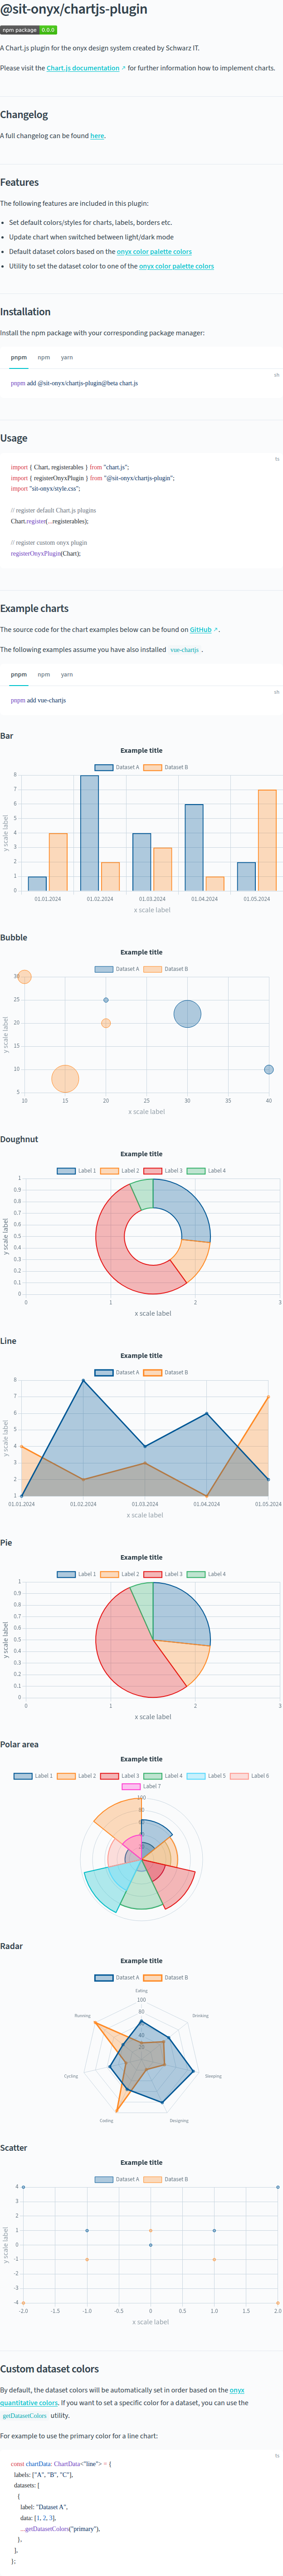 @sit-onyx/chartjs-plugin
npm package 0.0.0
A Chart.js plugin for the onyx design system created by Schwarz IT.
Please visit the Chart.js documentation ↗ for further information how to implement charts.
Changelog
A full changelog can be found here.
Features
The following features are included in this plugin:
• Set default colors/styles for charts, labels, borders etc.
• Update chart when switched between light/dark mode
• Default dataset colors based on the onyx color palette colors
• Utility to set the dataset color to one of the onyx color palette colors
Installation
Install the npm package with your corresponding package manager:
pnpm npm yarn
sh
pnpm add @sit-onyx/chartjs-plugin@beta chart.js
Usage
ts
import { Chart, registerables } from "chart.js";
import { registerOnyxPlugin } from "@sit-onyx/chartjs-plugin";
import "sit-onyx/style.css";
// register default Chart.js plugins
Chart.register(...registerables);
// register custom onyx plugin
registerOnyxPlugin(Chart);
Example charts
The source code for the chart examples below can be found on GitHub ↗ .
The following examples assume you have also installed vue-chartjs .
pnpm npm yarn
sh
pnpm add vue-chartjs
Bar
Example title
Dataset A Dataset B
y scale label
8
7
6
5
4
3
2
1
0
01.01.2024 01.02.2024 01.03.2024 01.04.2024 01.05.2024
x scale label
Bubble
Example title
Dataset A Dataset B
y scale label
30
25
20
15
10
5
10 15 20 25 30 35 40
x scale label
Doughnut
Example title
Label 1 Label 2 Label 3 Label 4
y scale label
1
0.9
0.8
0.7
0.6
0.5
0.4
0.3
0.2
0.1
0
0 1 2 3
x scale label
Line
Example title
Dataset A Dataset B
y scale label
8
7
6
5
4
3
2
1
01.01.2024 01.02.2024 01.03.2024 01.04.2024 01.05.2024
x scale label
Pie
Example title
Label 1 Label 2 Label 3 Label 4
y scale label
1
0.9
0.8
0.7
0.6
0.5
0.4
0.3
0.2
0.1
0
0 1 2 3
x scale label
Polar area
Example title
Label 1 Label 2 Label 3 Label 4 Label 5 Label 6
Label 7
100
80
60
40
20
Radar
Example title
Dataset A Dataset B
Eating
100
80
60
40
20
Running Drinking
Cycling Sleeping
Coding Designing
Scatter
Example title
Dataset A Dataset B
y scale label
4
3
2
1
0
-1
-2
-3
-4
-2.0 -1.5 -1.0 -0.5 0 0.5 1.0 1.5 2.0
x scale label
Custom dataset colors
By default, the dataset colors will be automatically set in order based on the onyx
quantitative colors. If you want to set a specific color for a dataset, you can use the
getDatasetColors utility.
For example to use the primary color for a line chart:
ts
const chartData: ChartData<"line"> = {
labels: ["A", "B", "C"],
datasets: [
{
label: "Dataset A",
data: [1, 2, 3],
...getDatasetColors("primary"),
},
],
};